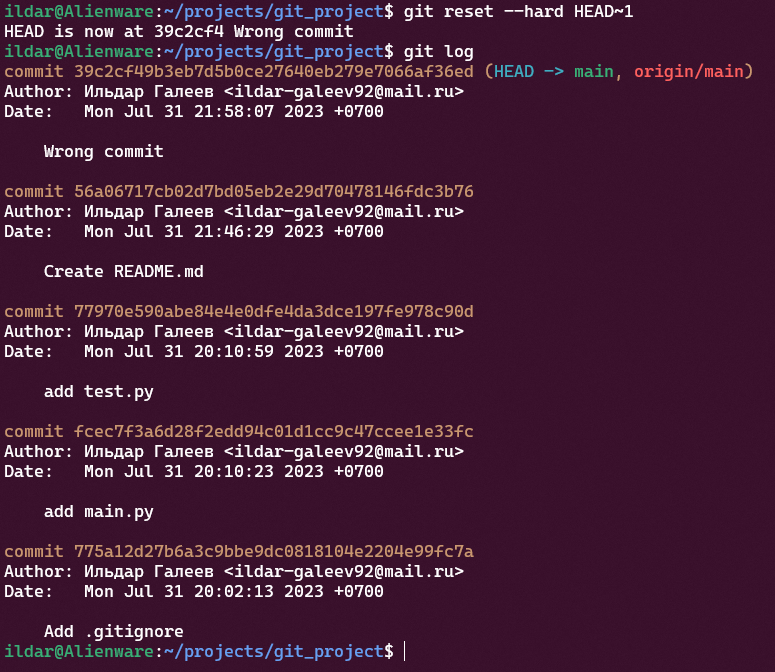 ildar@Alienware:~/projects/git_project$ git reset --hard HEAD~1
HEAD is now at 39c2cf4 Wrong commit
ildar@Alienware:~/projects/git_project$ git log
commit 39c2cf49b3eb7d5b0ce27640eb279e7066af36ed (HEAD -> main, origin/main)
Author: Ильдар Галеев <ildar-galeev92@mail.ru>
Date:   Mon Jul 31 21:58:07 2023 +0700

    Wrong commit

commit 56a06717cb02d7bd05eb2e29d70478146fdc3b76
Author: Ильдар Галеев <ildar-galeev92@mail.ru>
Date:   Mon Jul 31 21:46:29 2023 +0700

    Create README.md

commit 77970e590abe84e4e0dfe4da3dce197fe978c90d
Author: Ильдар Галеев <ildar-galeev92@mail.ru>
Date:   Mon Jul 31 20:10:59 2023 +0700

    add test.py

commit fcec7f3a6d28f2edd94c01d1cc9c47ccee1e33fc
Author: Ильдар Галеев <ildar-galeev92@mail.ru>
Date:   Mon Jul 31 20:10:23 2023 +0700

    add main.py

commit 775a12d27b6a3c9bbe9dc0818104e2204e99fc7a
Author: Ильдар Галеев <ildar-galeev92@mail.ru>
Date:   Mon Jul 31 20:02:13 2023 +0700

    Add .gitignore
ildar@Alienware:~/projects/git_project$